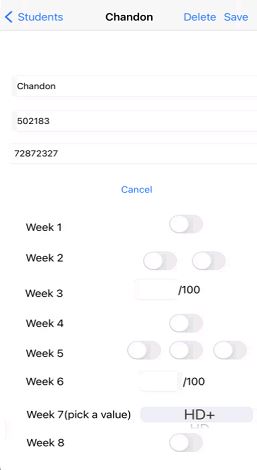 Students Chandon Delete Save
Chandon
502183
72872327
Cancel
Week 1
Week 2
Week 3 /100
Week 4
Week 5
Week 6 /100
Week 7(pick a value) HD+
HD
Week 8